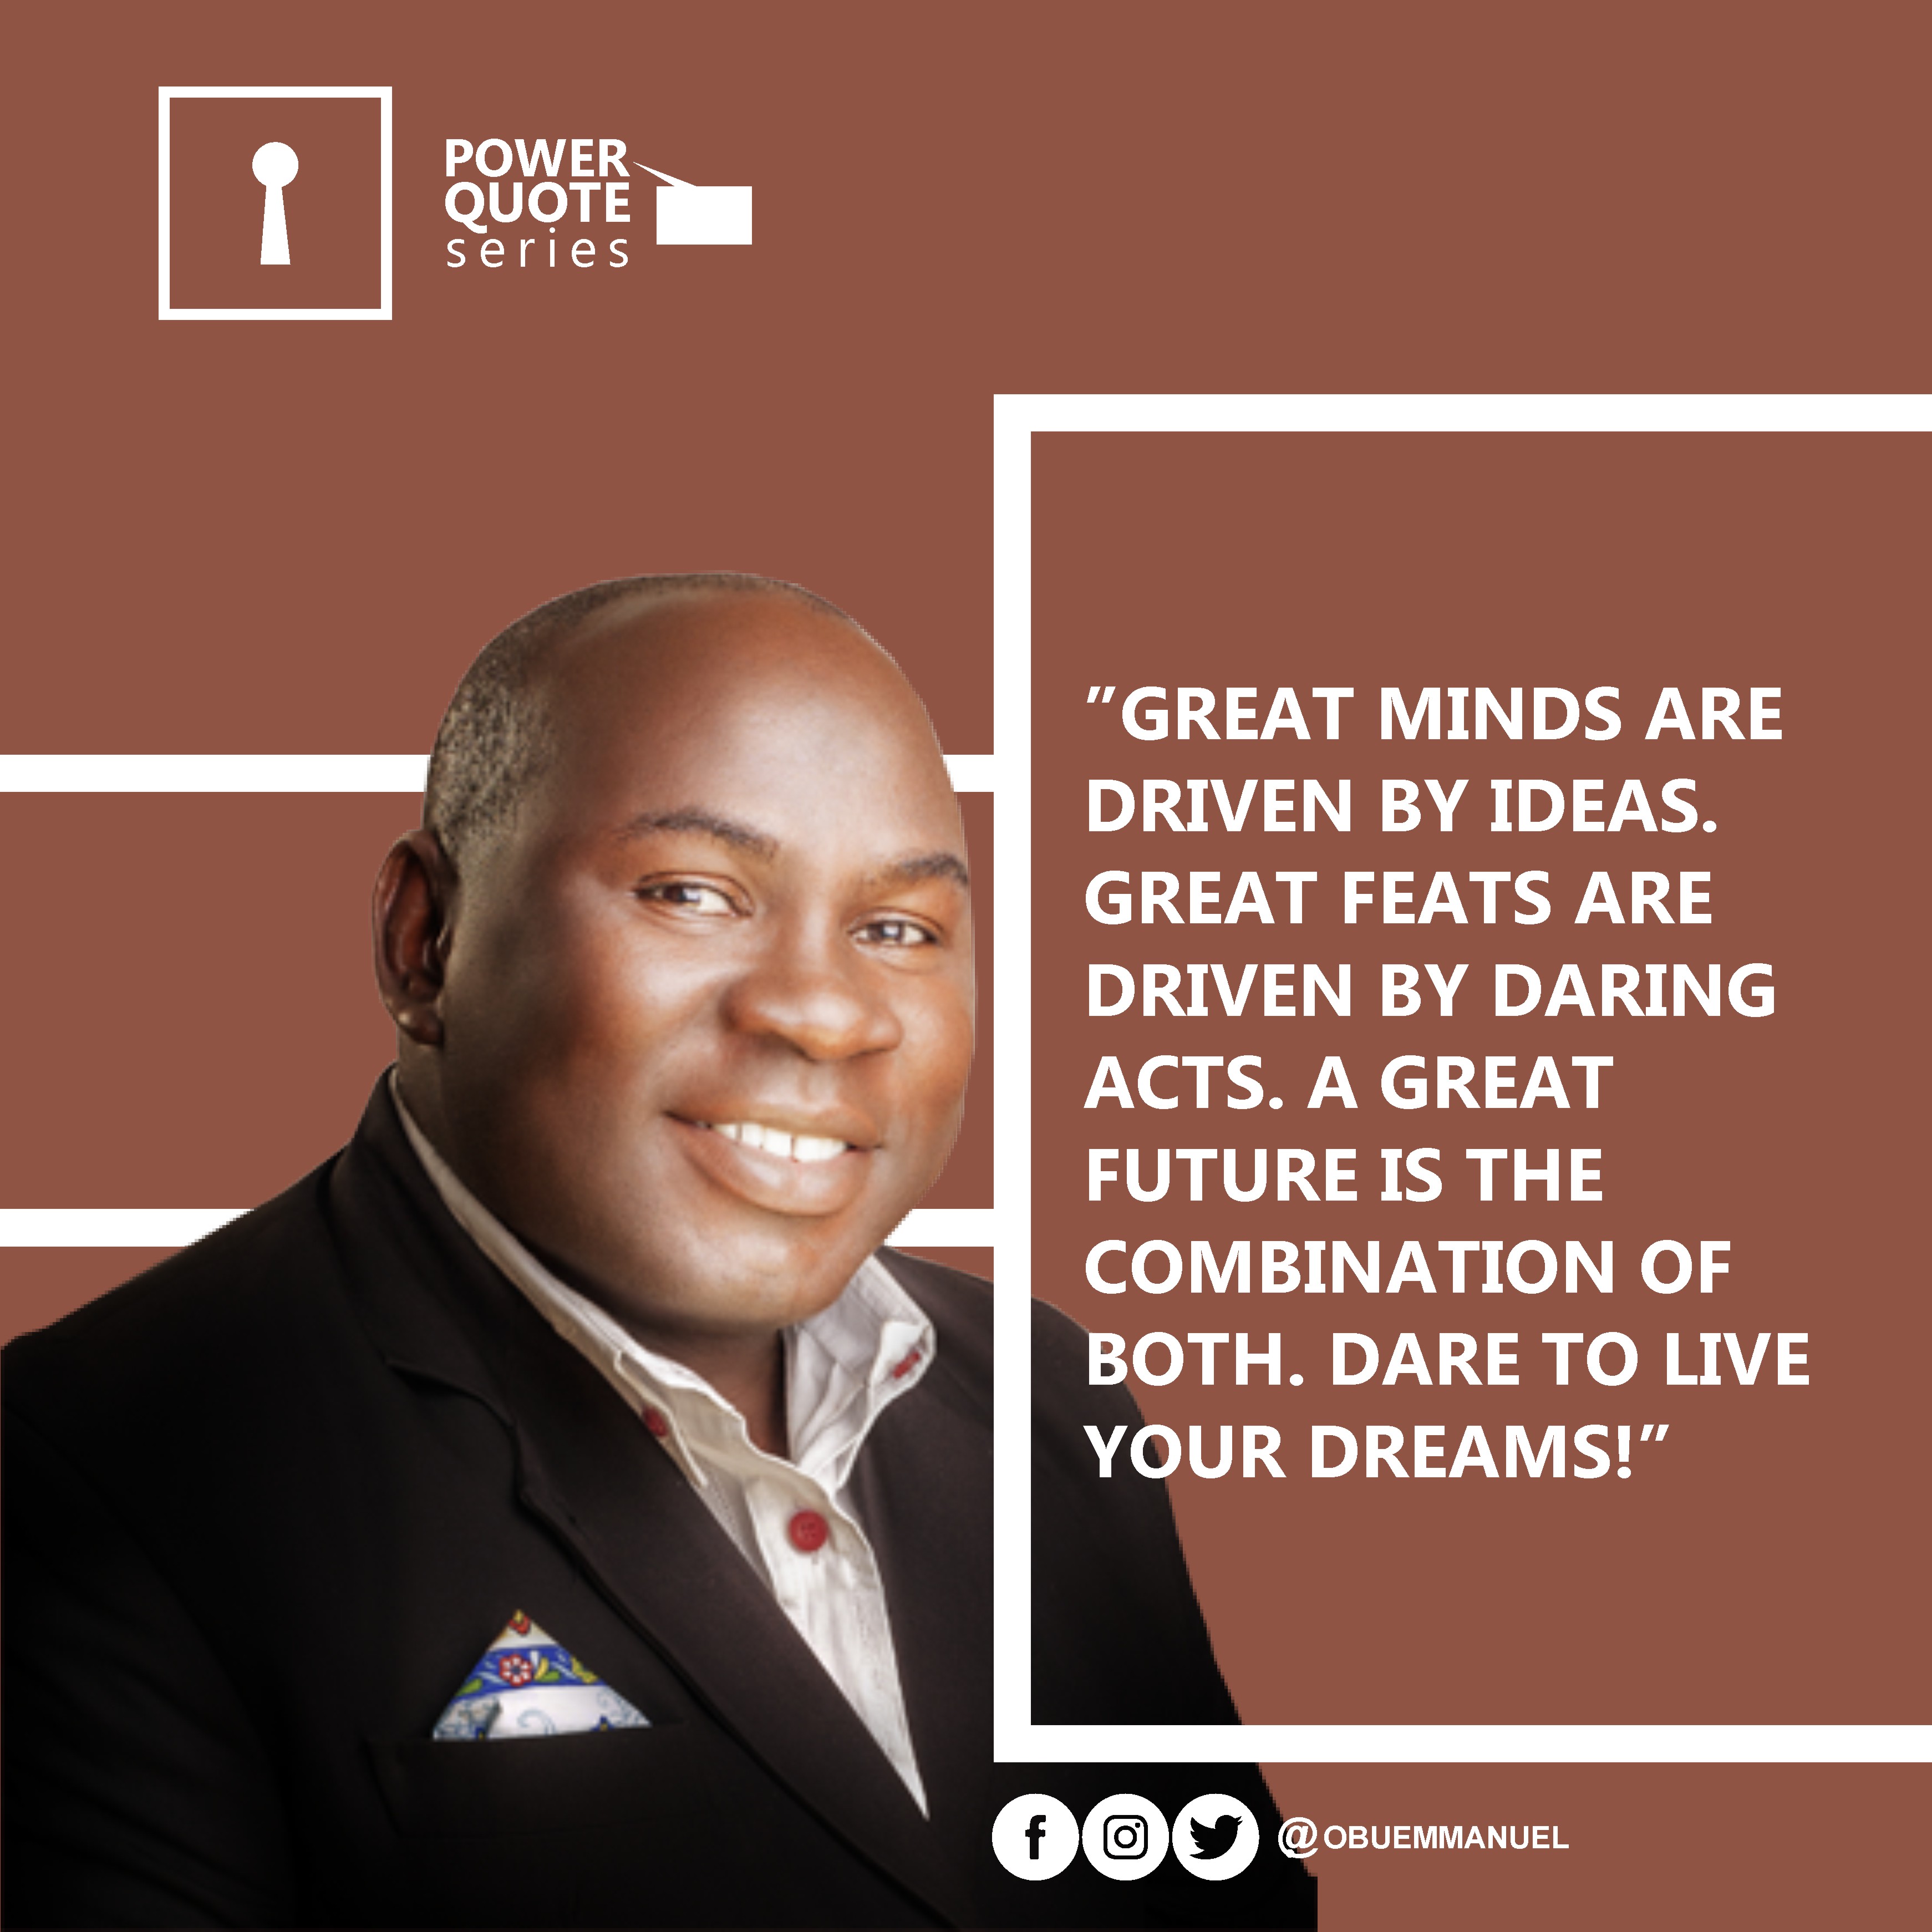 POWER
QUOTE
series
"GREAT MINDS ARE
DRIVEN BY IDEAS.
GREAT FEATS ARE
DRIVEN BY DARING
ACTS. A GREAT
FUTURE IS THE
COMBINATION OF
BOTH. DARE TO LIVE
YOUR DREAMS!"
@OBUEMMANUEL